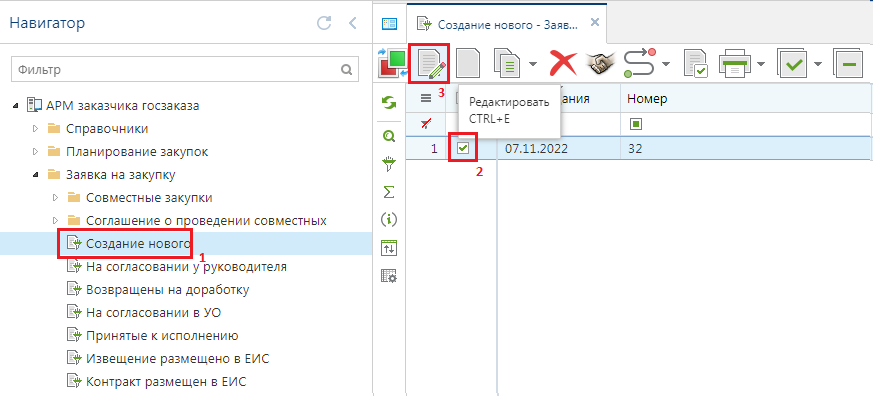 Навигатор
Фильтр
АРМ заказчика госзаказа
Справочники
Планирование закупок
Заявка на закупку
Совместные закупки
Соглашение о проведении совместных
Создание нового
1
На согласовании у руководителя
Возвращены на доработку
На согласовании в УО
Принятые к исполнению
Извещение размещено в ЕИС
Контракт размещен в ЕИС
Создание нового - Заяв...
3
Редактировать
CTRL+E
Номер
1
07.11.2022
32
2